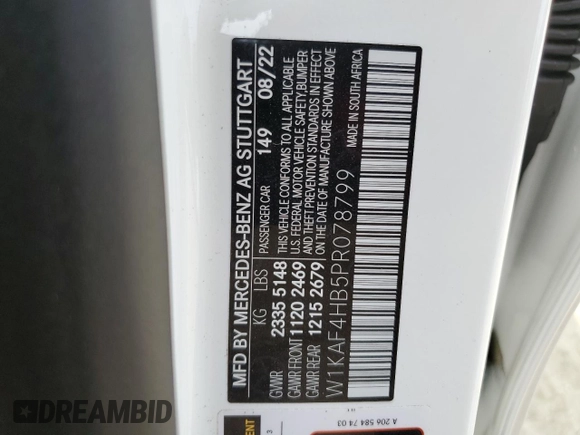 MFD BY MERCEDES-BENZ AG STUTTGART
PASSENGER CAR 149 08/22
KG LBS
GVWR 2335 5148
GAWR FRONT 1120 2469
GAWR REAR 1215 2679
THIS VEHICLE CONFORMS TO ALL APPLICABLE
U.S. FEDERAL MOTOR VEHICLE SAFETY, BUMPER
AND THEFT PREVENTION STANDARDS IN EFFECT
ON THE DATE OF MANUFACTURE SHOWN ABOVE
W1KAF4HB5PR078799
MADE IN SOUTH AFRICA
A 206 584 74 03
DREAMBID